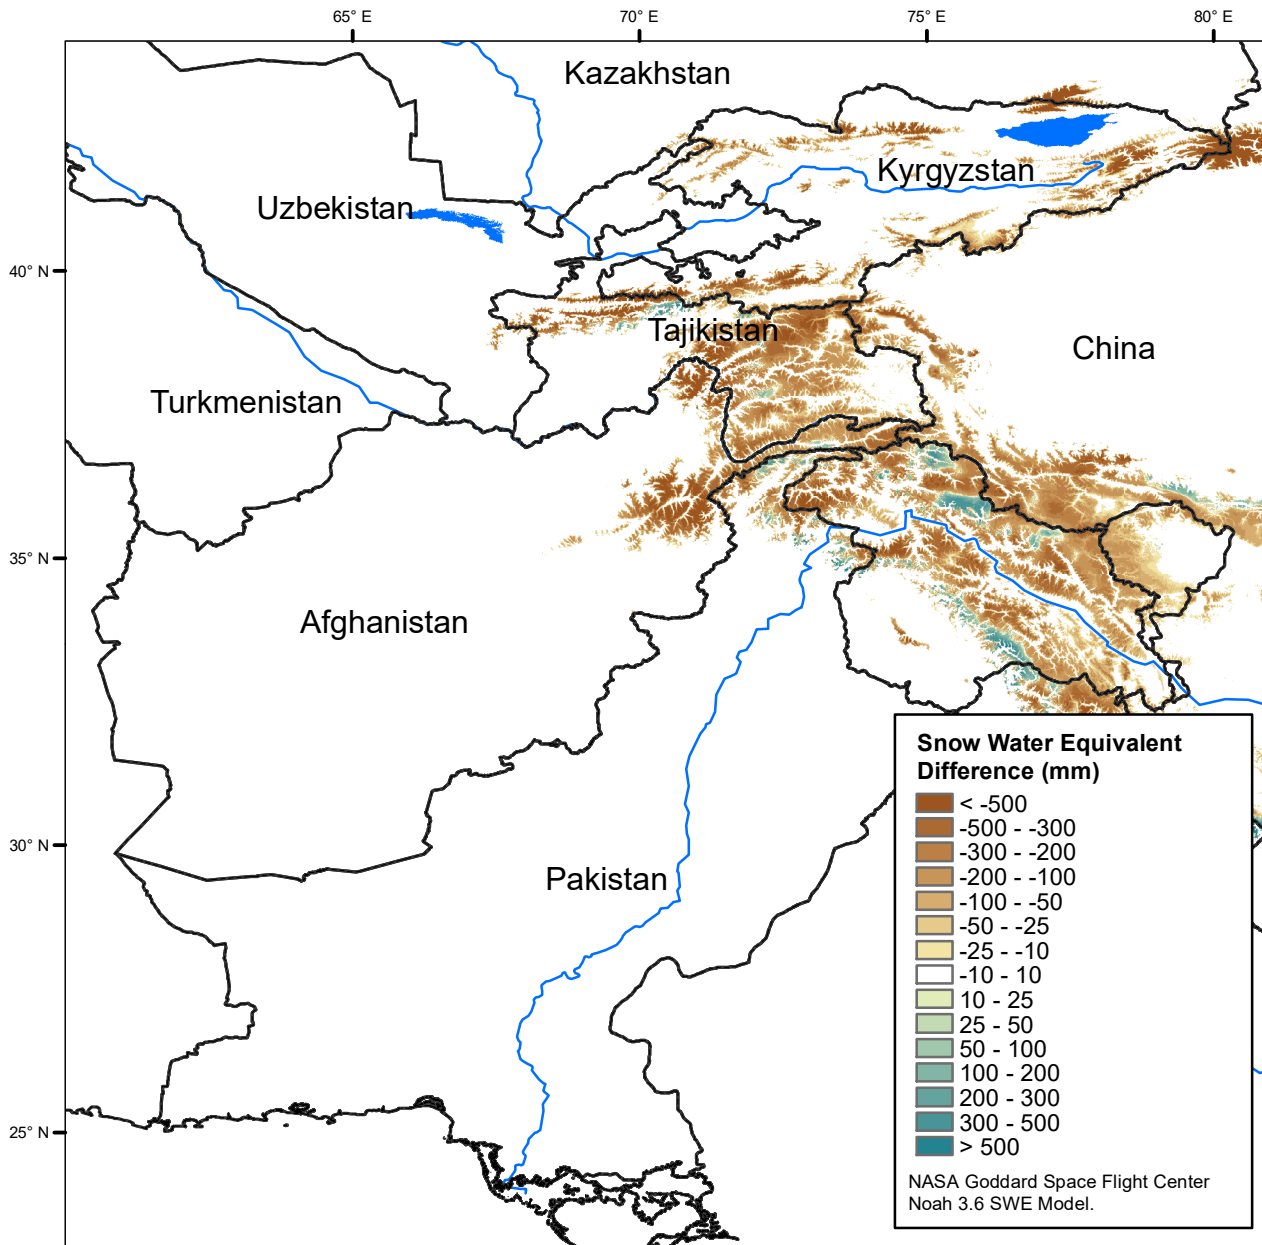 65° E
70° E
75° E
80° E
Kazakhstan
Kyrgyzstan
Uzbekistan
40° N
Tajikistan
China
Turkmenistan
35° N
Afghanistan
30° N
Pakistan
25° N
Snow Water Equivalent
Difference (mm)
< -500
-500 - -300
-300 - -200
-200 - -100
-100 - -50
-50 - -25
-25 - -10
-10 - 10
10 - 25
25 - 50
50 - 100
100 - 200
200 - 300
300 - 500
> 500
NASA Goddard Space Flight Center
Noah 3.6 SWE Model.